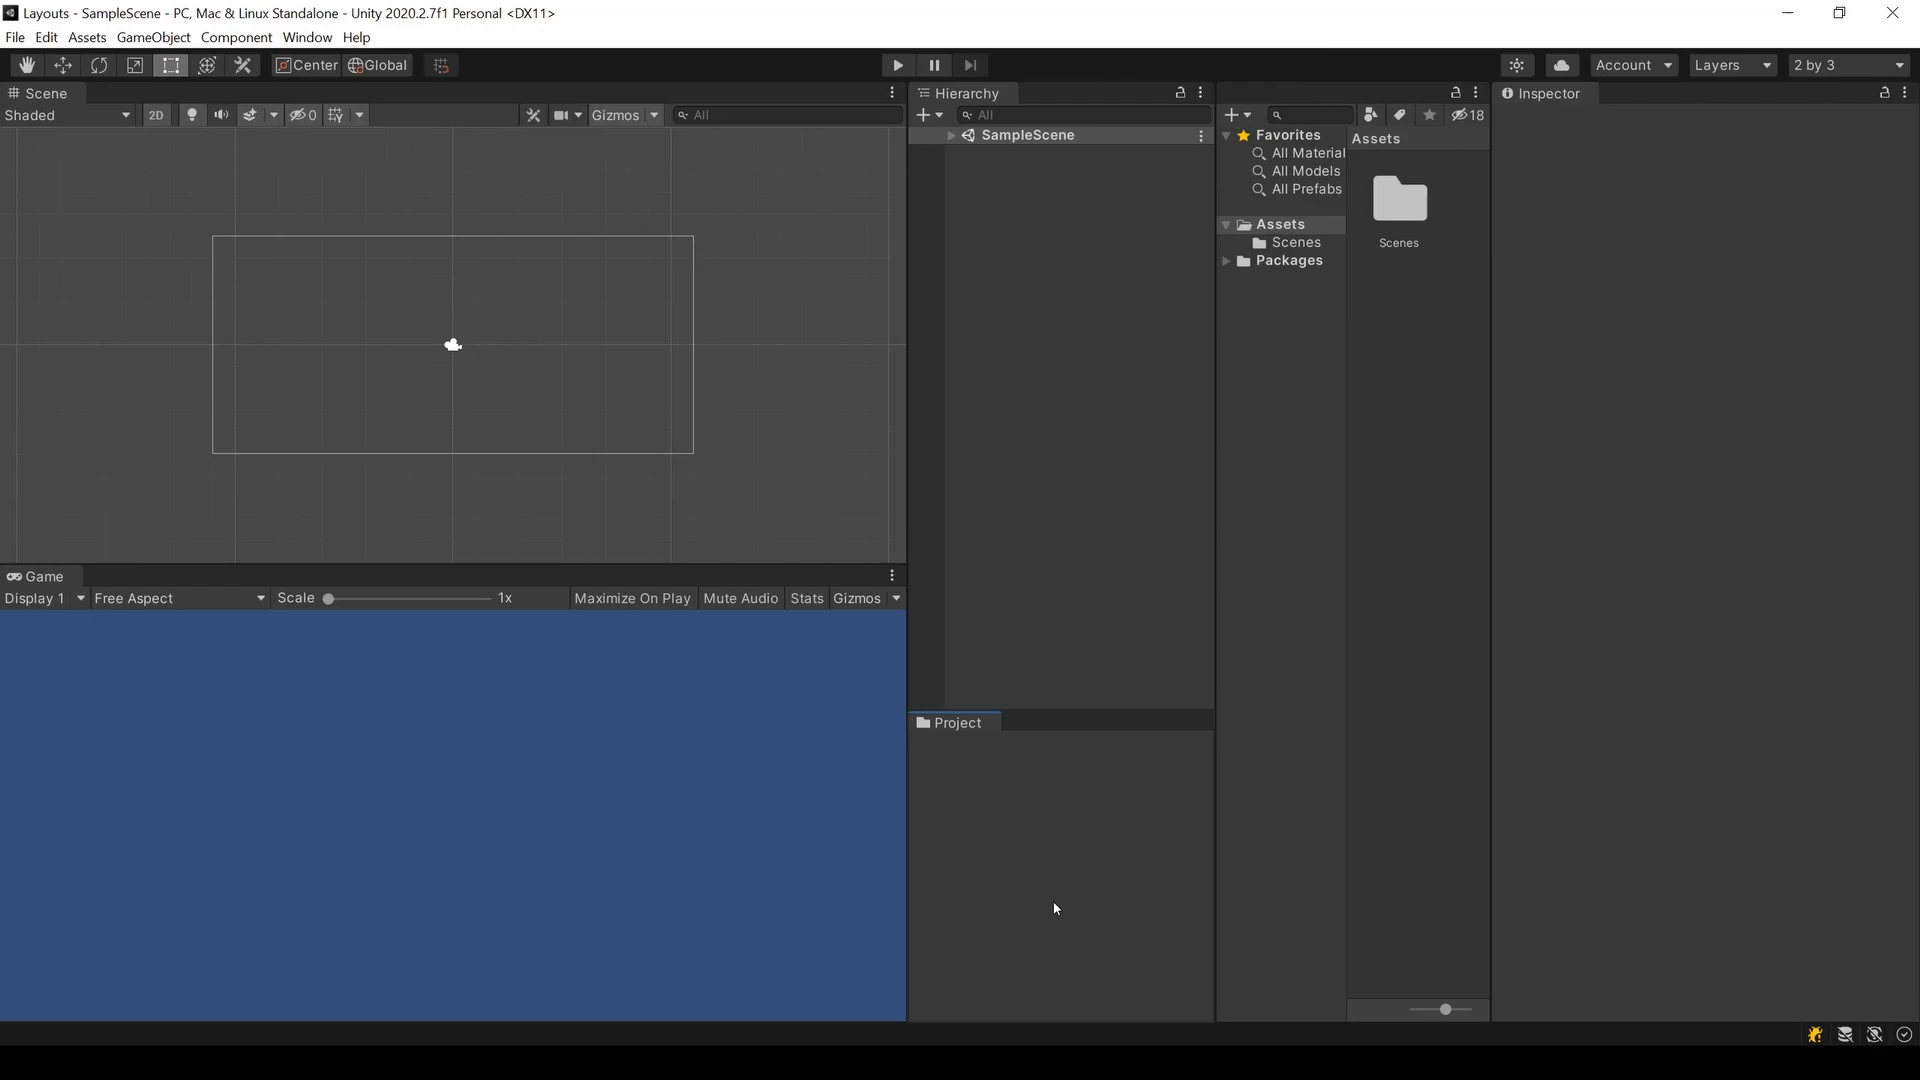 Layouts - SampleScene - PC, Mac & Linux Standalone - Unity 2020.2.7f1 Personal <DX11>
File Edit Assets GameObject Component Window Help
Center Global
Account Layers 2 by 3
Scene
Shaded 2D 0 Gizmos All
Hierarchy
All
SampleScene
18
Favorites
All Material
All Models
All Prefabs
Assets
Scenes
Packages
Assets
Scenes
Inspector
Game
Display 1 Free Aspect Scale 1x Maximize On Play Mute Audio Stats Gizmos
Project